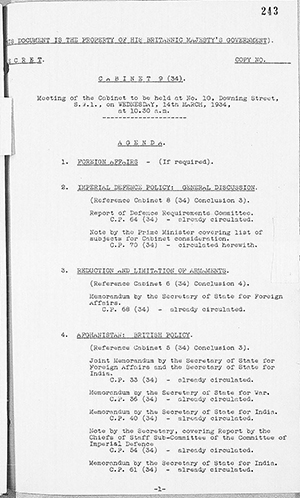 243
(S DOCUMENT IS THE PROPERTY OF HIS BRITANNIC MAJESTY'S GOVERNMENT).
C R E T.
COPY NO.
C A B I N E T 9 (34).
Meeting of the Cabinet to be held at No. 10, Downing Street,
S.W.1., on WEDNESDAY, 14th MARCH, 1934,
at 10.30 a.m.
A G E N D A.
1. FOREIGN AFFAIRS - (If required).
2. IMPERIAL DEFENCE POLICY: GENERAL DISCUSSION.
(Reference Cabinet 8 (34) Conclusion 3).
Report of Defence Requirements Committee.
C.P. 64 (34) - already circulated.
Note by the Prime Minister covering list of
subjects for Cabinet consideration.
C.P. 70 (34) - circulated herewith.
3. REDUCTION AND LIMITATION OF ARMAMENTS.
(Reference Cabinet 6 (34) Conclusion 4).
Memorandum by the Secretary of State for Foreign
Affairs.
C.P. 68 (34) - already circulated.
4. AFGHANISTAN: BRITISH POLICY.
(Reference Cabinet 5 (34) Conclusion 3).
Joint Memorandum by the Secretary of State for
Foreign Affairs and the Secretary of State for
India.
C.P. 33 (34) - already circulated.
Memorandum by the Secretary of State for War.
C.P. 36 (34) - already circulated.
Memorandum by the Secretary of State for India.
C.P. 40 (34) - already circulated.
Note by the Secretary, covering Report by the
Chiefs of Staff Sub-Committee of the Committee of
Imperial Defence
C.P. 54 (34) - already circulated.
Memorandum by the Secretary of State for India.
C.P. 61 (34) - already circulated.
-1-